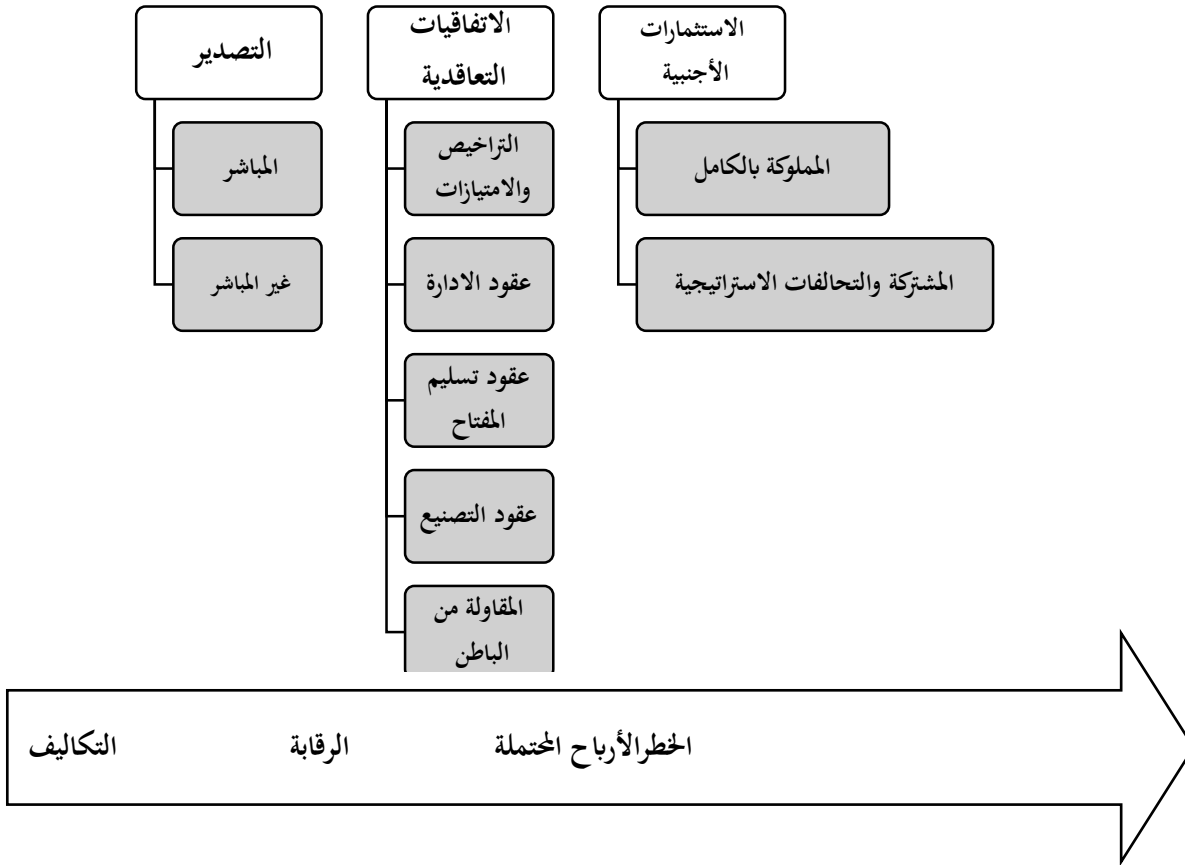 التصدير
المباشر
غير المباشر
الاتفاقيات
التعاقدية
التراخيص
والامتيازات
عقود الادارة
عقود تسليم
المفتاح
عقود التصنيع
المقاولة من
الباطن
الاستثمارات
الأجنبية
المملوكة بالكامل
المشتركة والتحالفات الاستراتيجية
الخطرالأرباح المحتملة الرقابة التكاليف